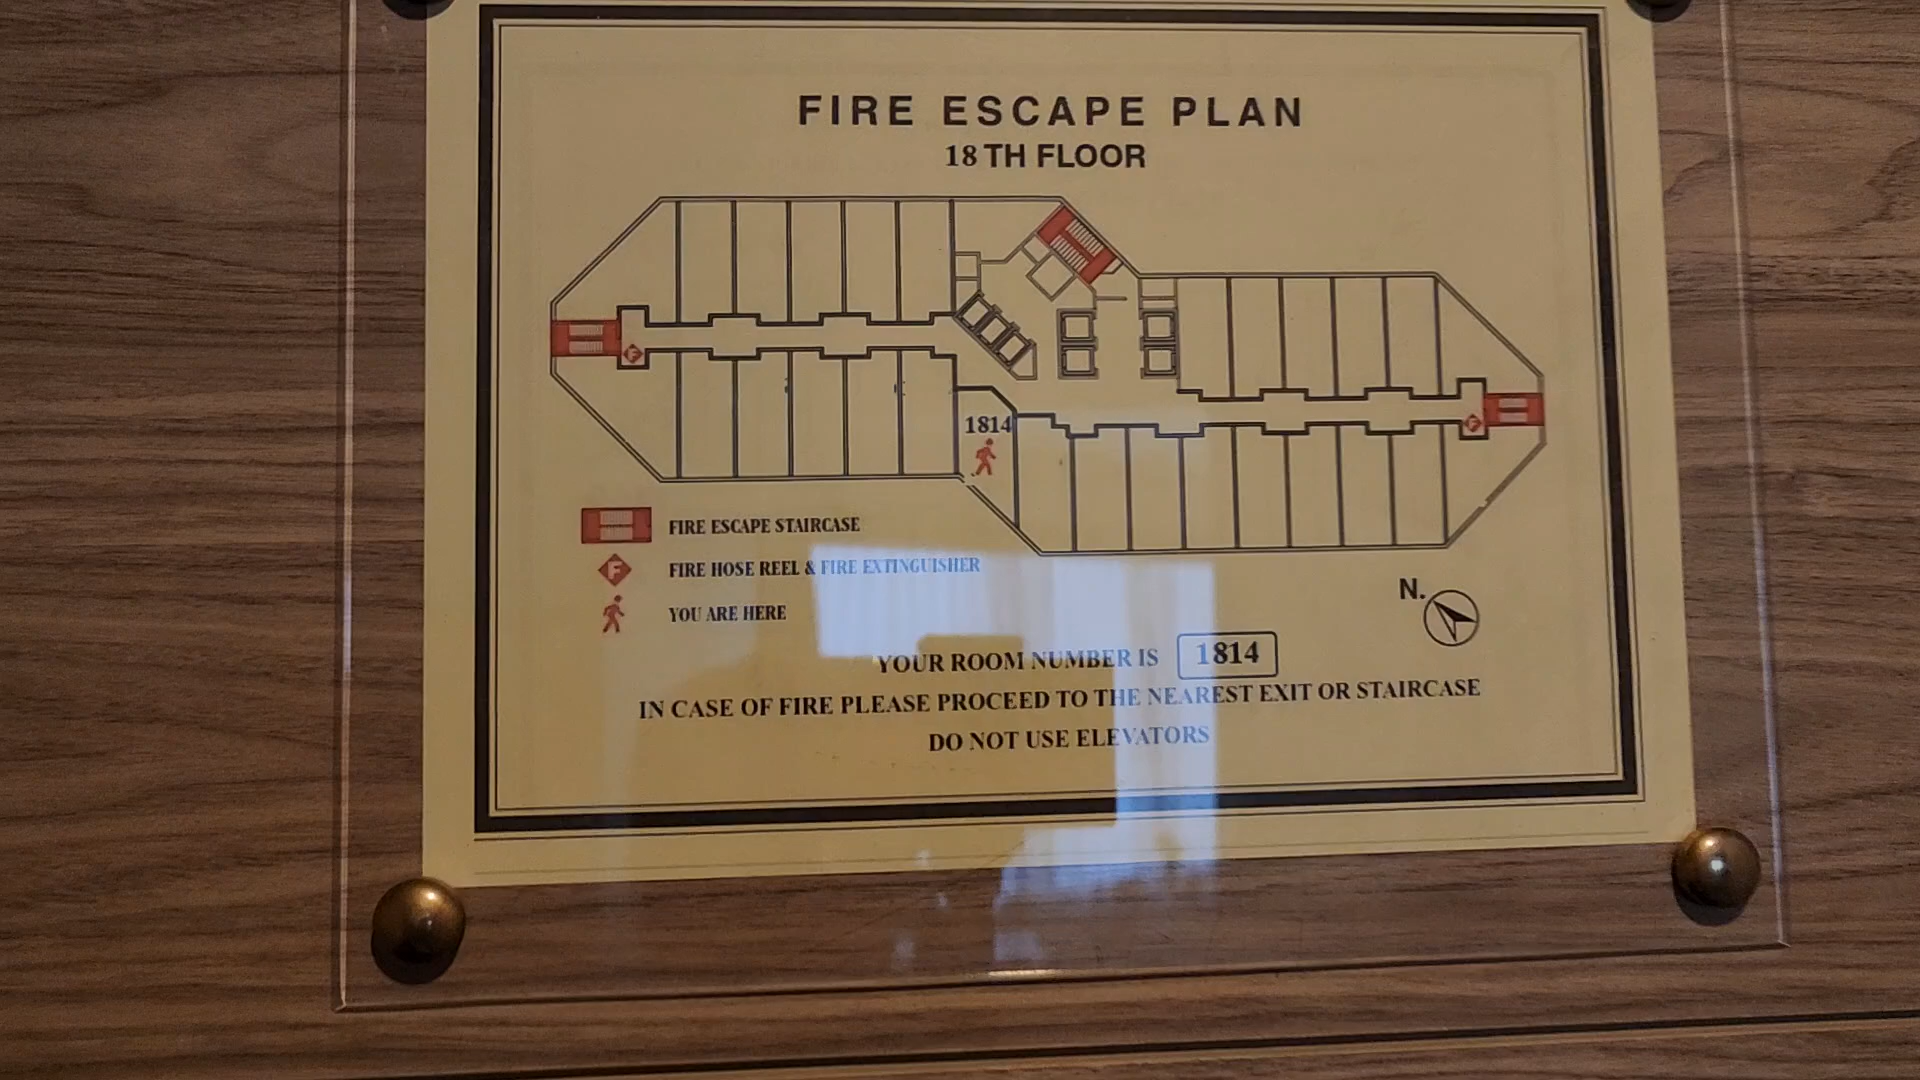 FIRE ESCAPE PLAN
18 TH FLOOR
1814
F
F
FIRE ESCAPE STAIRCASE
F FIRE HOSE REEL & FIRE EXTINGUISHER
YOU ARE HERE
N.
YOUR ROOM NUMBER IS 1814
IN CASE OF FIRE PLEASE PROCEED TO THE NEAREST EXIT OR STAIRCASE
DO NOT USE ELEVATORS